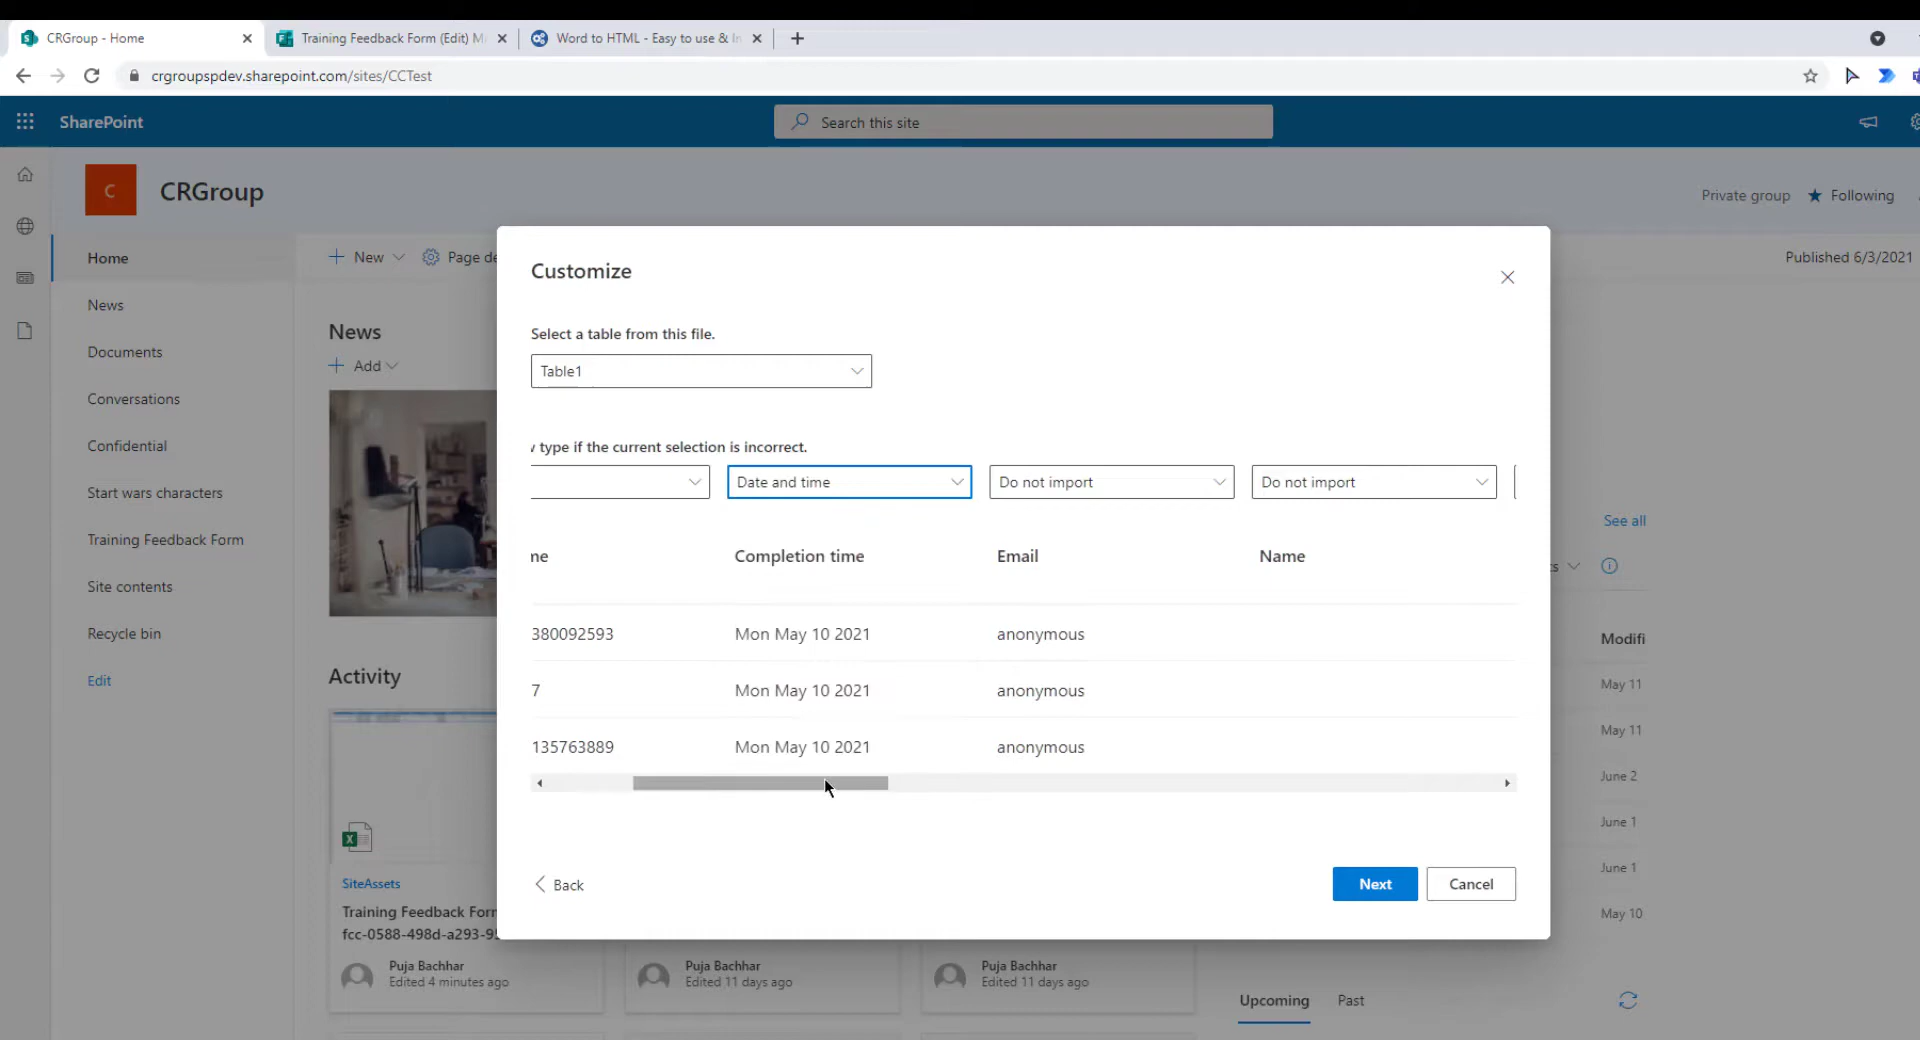 CRGroup - Home
Training Feedback Form (Edit) M
Word to HTML - Easy to use & In
crgroupspdev.sharepoint.com/sites/CCTest
SharePoint
Search this site
C
CRGroup
Private group
Following
Home
News
Documents
Conversations
Confidential
Start wars characters
Training Feedback Form
Site contents
Recycle bin
Edit
New
Page de
Published 6/3/2021
News
Add
Customize
Select a table from this file.
Table1
type if the current selection is incorrect.
Date and time
Do not import
Do not import
ne
Completion time
Email
Name
380092593
Mon May 10 2021
anonymous
7
Mon May 10 2021
anonymous
135763889
Mon May 10 2021
anonymous
Back
Next
Cancel
See all
ts
Modifi
May 11
May 11
June 2
June 1
June 1
May 10
Activity
SiteAssets
Training Feedback Forr
fcc-0588-498d-a293-95
Puja Bachhar
Edited 4 minutes ago
Puja Bachhar
Edited 11 days ago
Puja Bachhar
Edited 11 days ago
Upcoming
Past